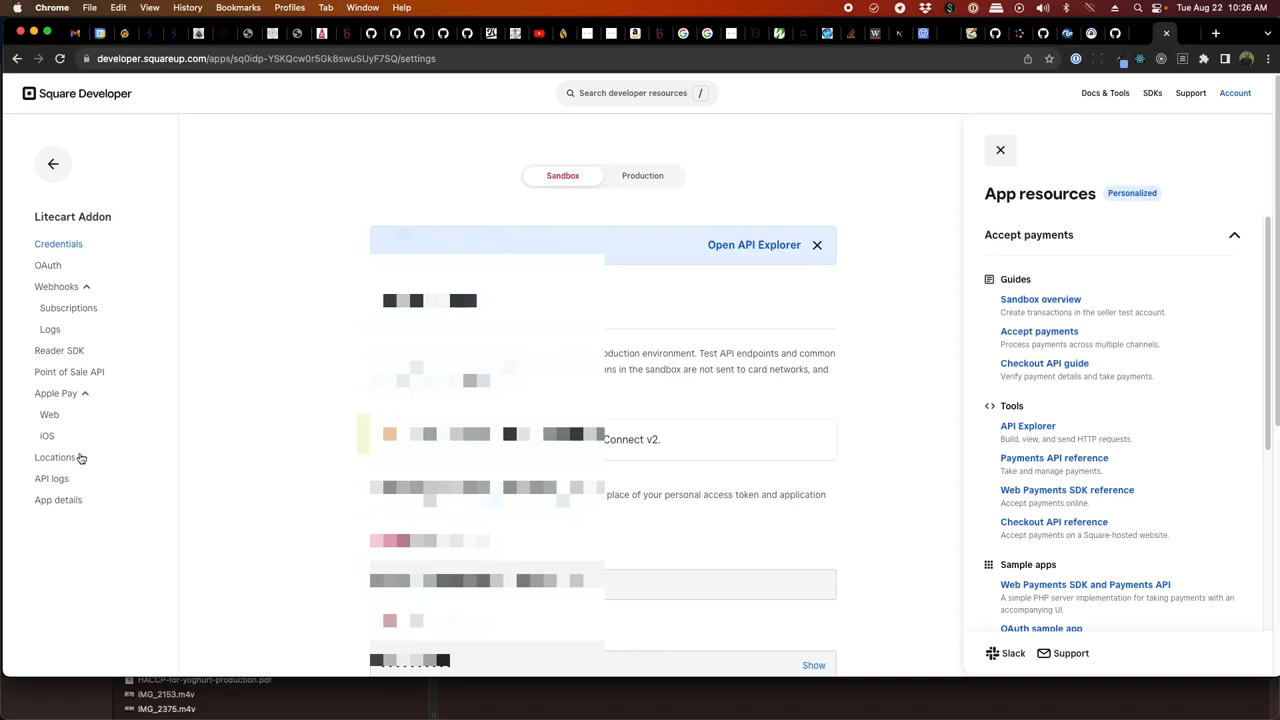 Chrome File Edit View History Bookmarks Profiles Tab Window Help Tue Aug 22 10:26 AM
developer.squareup.com/apps/sq0idp-YSKQcw0r5Gk8swuSUyF7SQ/settings
Square Developer
Search developer resources /
Docs & Tools SDKs Support Account
Sandbox Production
Litecart Addon
Credentials
OAuth
Webhooks
Subscriptions
Logs
Reader SDK
Point of Sale API
Apple Pay
Web
iOS
Locations
API logs
App details
Open API Explorer
oduction environment. Test API endpoints and common
ns in the sandbox are not sent to card networks, and
Connect v2.
place of your personal access token and application
Show
App resources Personalized
Accept payments
Guides
Sandbox overview
Create transactions in the seller test account.
Accept payments
Process payments across multiple channels.
Checkout API guide
Verify payment details and take payments.
Tools
API Explorer
Build, view, and send HTTP requests.
Payments API reference
Take and manage payments.
Web Payments SDK reference
Accept payments online.
Checkout API reference
Accept payments on a Square-hosted website.
Sample apps
Web Payments SDK and Payments API
A simple PHP server implementation for taking payments with an
accompanying UI.
OAuth sample app
Slack Support
HACCP-for-yoghurt-production.pdf
IMG_2153.m4v
IMG_2375.m4v